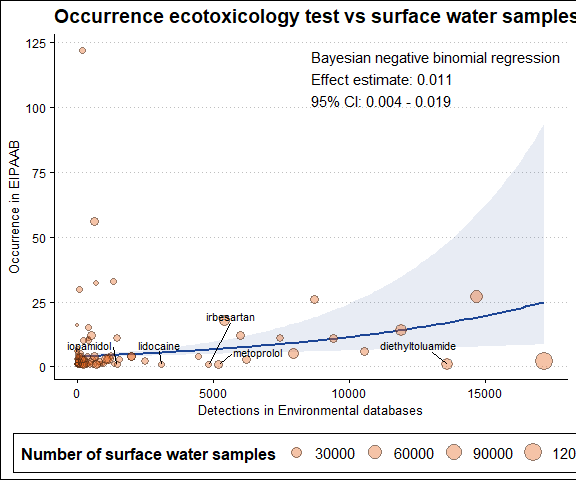 Occurrence ecotoxicology test vs surface water samples
Bayesian negative binomial regression
Effect estimate: 0.011
95% CI: 0.004 - 0.019
Occurrence in EIPAAB
125
100
75
50
25
0
irbesartan
iopamidol
lidocaine
metoprolol
diethyltoluamide
0
5000
10000
15000
Detections in Environmental databases
Number of surface water samples
30000
60000
90000
120